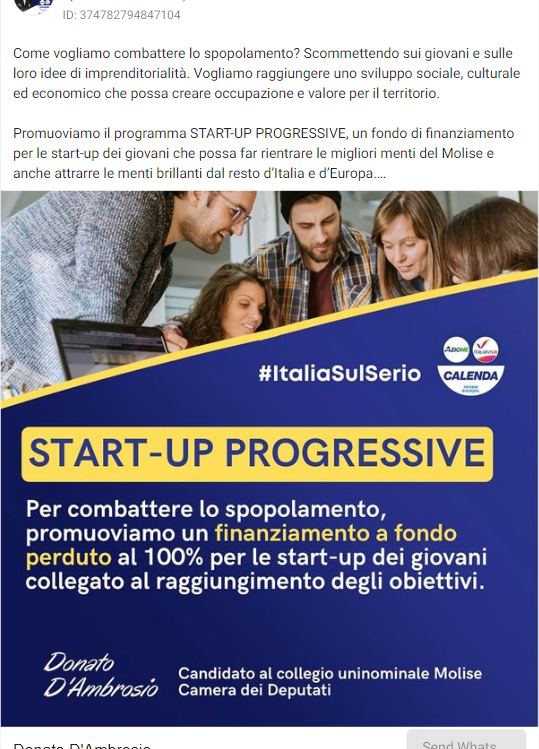 ID: 374782794847104
Come vogliamo combattere lo spopolamento? Scommettendo sui giovani e sulle
loro idee di imprenditorialità. Vogliamo raggiungere uno sviluppo sociale, culturale
ed economico che possa creare occupazione e valore per il territorio.
Promuoviamo il programma START-UP PROGRESSIVE, un fondo di finanziamento
per le start-up dei giovani che possa far rientrare le migliori menti del Molise e
anche attrarre le menti brillanti dal resto d'Italia e d'Europa....
#ItaliaSulSerio
AZIONE
ITALIAVIVA
CALENDA
renew
europe.
START-UP PROGRESSIVE
Per combattere lo spopolamento,
promuoviamo un finanziamento a fondo
perduto al 100% per le start-up dei giovani
collegato al raggiungimento degli obiettivi.
Donato
D'Ambrosio
Candidato al collegio uninominale Molise
Camera dei Deputati
Donato D'Ambrosio
Send Whats...